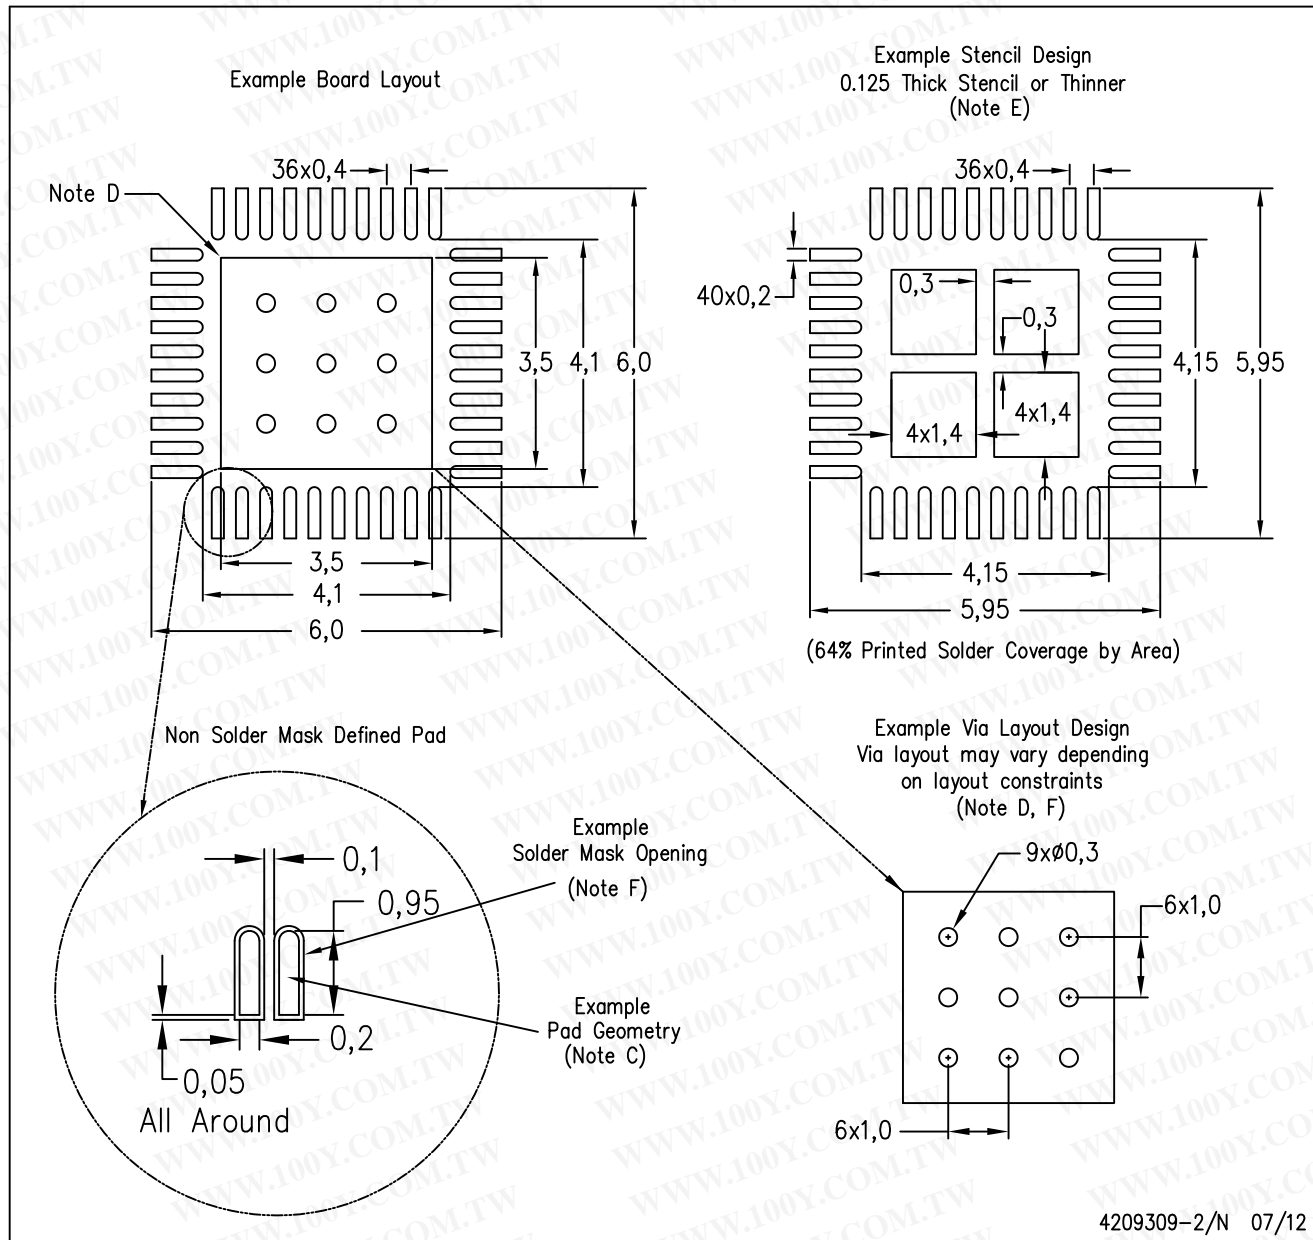 Example Board Layout
36x0,4
Note D
3,5
4,1
6,0
3,5
4,1
6,0
Example Stencil Design
0.125 Thick Stencil or Thinner
(Note E)
36x0,4
40x0,2
0,3
0,3
4x1,4
4x1,4
4,15
5,95
4,15
5,95
(64% Printed Solder Coverage by Area)
Non Solder Mask Defined Pad
0,1
0,95
0,2
0,05
All Around
Example
Solder Mask Opening
(Note F)
Example
Pad Geometry
(Note C)
Example Via Layout Design
Via layout may vary depending
on layout constraints
(Note D, F)
9xø0,3
6x1,0
6x1,0
4209309-2/N 07/12
WWW.100Y.COM.TW